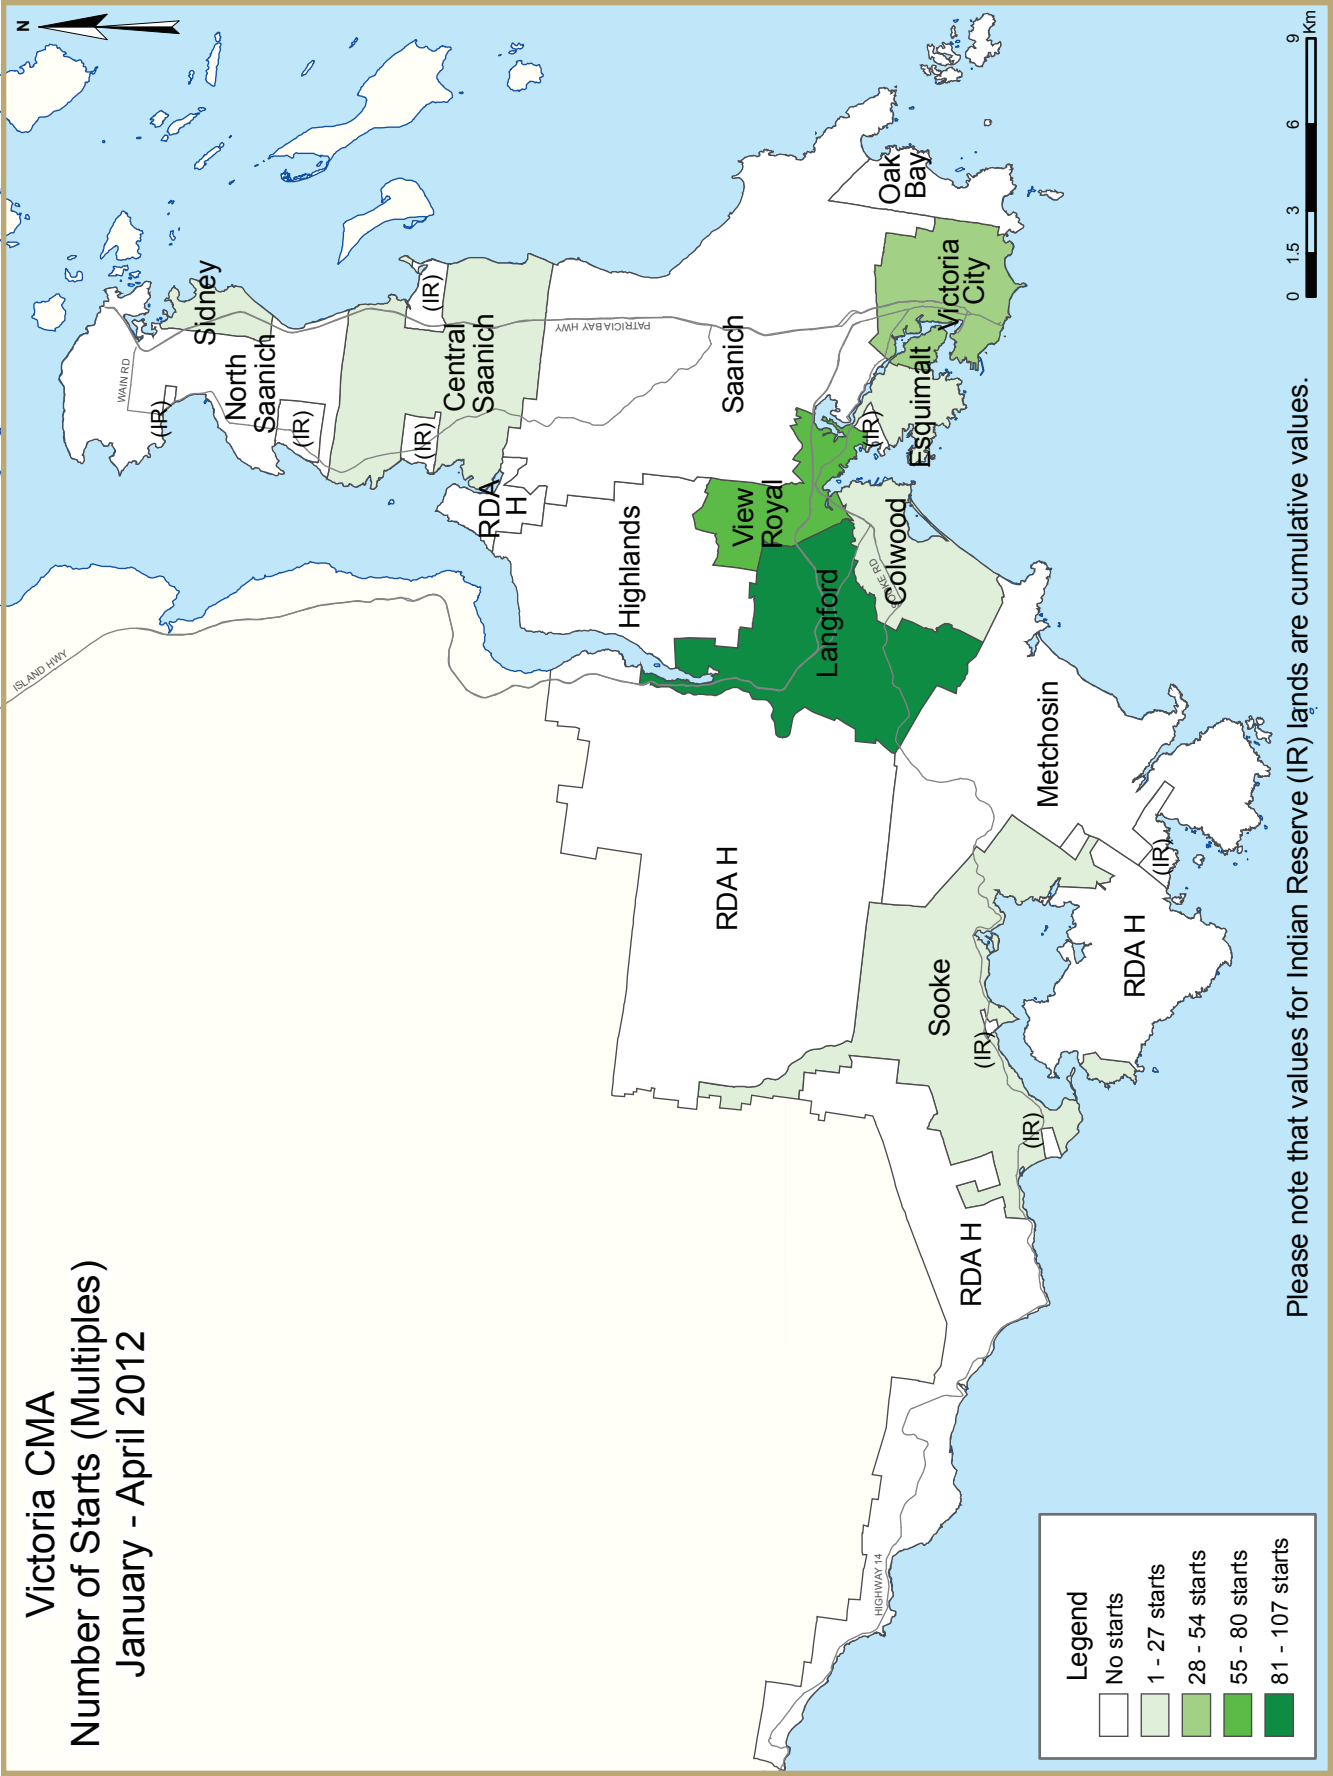 Victoria CMA
Number of Starts (Multiples)
January - April 2012
N
ISLAND HWY
WAIN RD
(IR)
Sidney
North
Saanich
(IR)
(IR)
Central
Saanich
(IR)
RDA
H
PATRICIA BAY HWY
Highlands
Saanich
View
Royal
RDA H
Langford
SOOKE RD
Colwood
(IR)
Esquimalt
Victoria
City
Oak
Bay
Sooke
(IR)
(IR)
Metchosin
(IR)
RDA H
RDA H
HIGHWAY 14
Legend
No starts
1 - 27 starts
28 - 54 starts
55 - 80 starts
81 - 107 starts
0 1.5 3 6 9
Km
Please note that values for Indian Reserve (IR) lands are cumulative values.